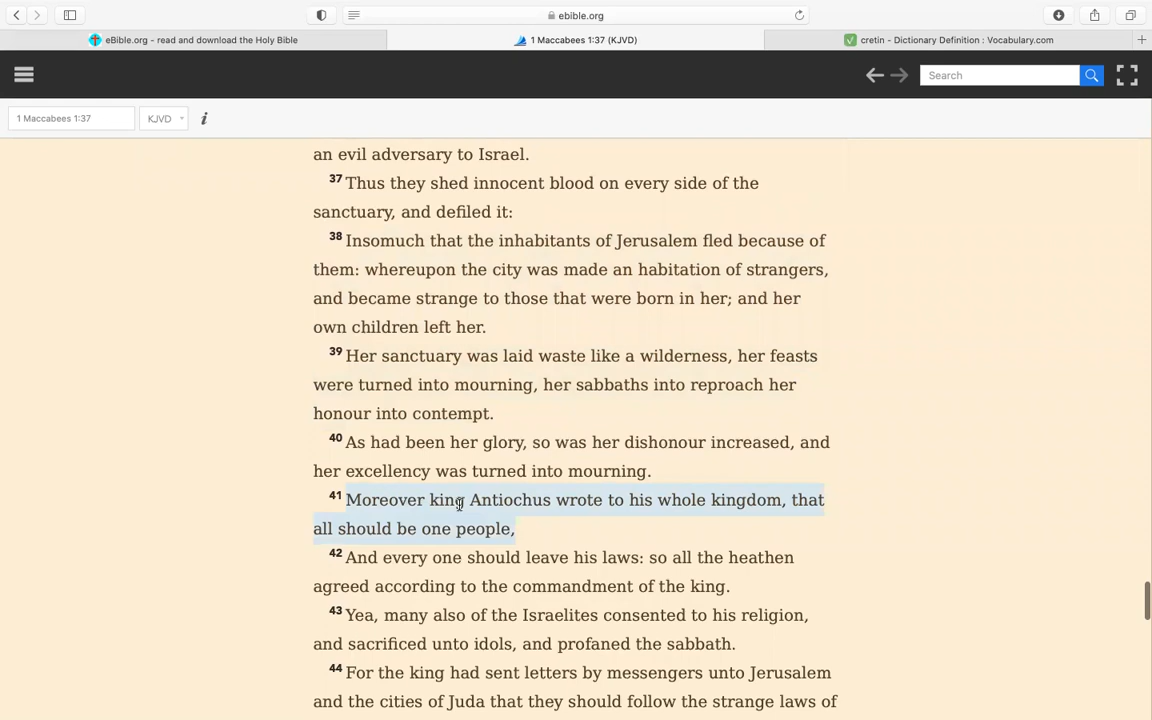 ebible.org
eBible.org - read and download the Holy Bible
1 Maccabees 1:37 (KJVD)
cretin - Dictionary Definition : Vocabulary.com
Search
1 Maccabees 1:37
KJVD
i
an evil adversary to Israel.
37 Thus they shed innocent blood on every side of the
sanctuary, and defiled it:
38 Insomuch that the inhabitants of Jerusalem fled because of
them: whereupon the city was made an habitation of strangers,
and became strange to those that were born in her; and her
own children left her.
39 Her sanctuary was laid waste like a wilderness, her feasts
were turned into mourning, her sabbaths into reproach her
honour into contempt.
40 As had been her glory, so was her dishonour increased, and
her excellency was turned into mourning.
41 Moreover king Antiochus wrote to his whole kingdom, that
all should be one people,
42 And every one should leave his laws: so all the heathen
agreed according to the commandment of the king.
43 Yea, many also of the Israelites consented to his religion,
and sacrificed unto idols, and profaned the sabbath.
44 For the king had sent letters by messengers unto Jerusalem
and the cities of Juda that they should follow the strange laws of